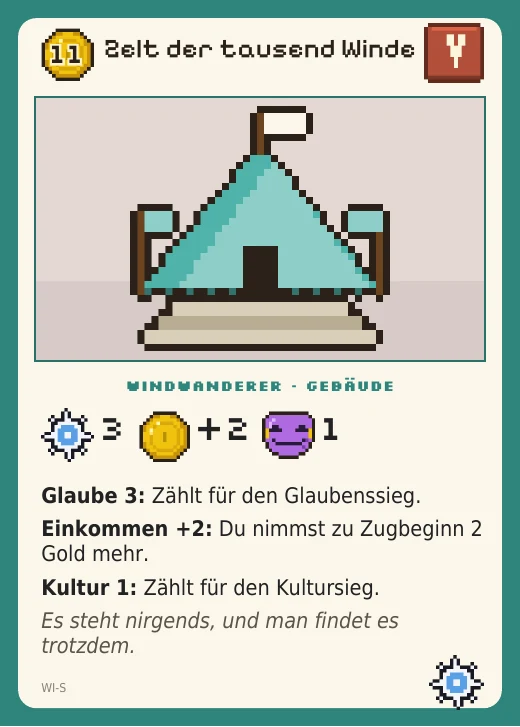 11 Zelt der tausend Winde
WINDWANDERER - GEBÄUDE
3 +2 1
Glaube 3: Zählt für den Glaubenssieg.
Einkommen +2: Du nimmst zu Zugbeginn 2
Gold mehr.
Kultur 1: Zählt für den Kultursieg.
Es steht nirgends, und man findet es
trotzdem.
WI-S